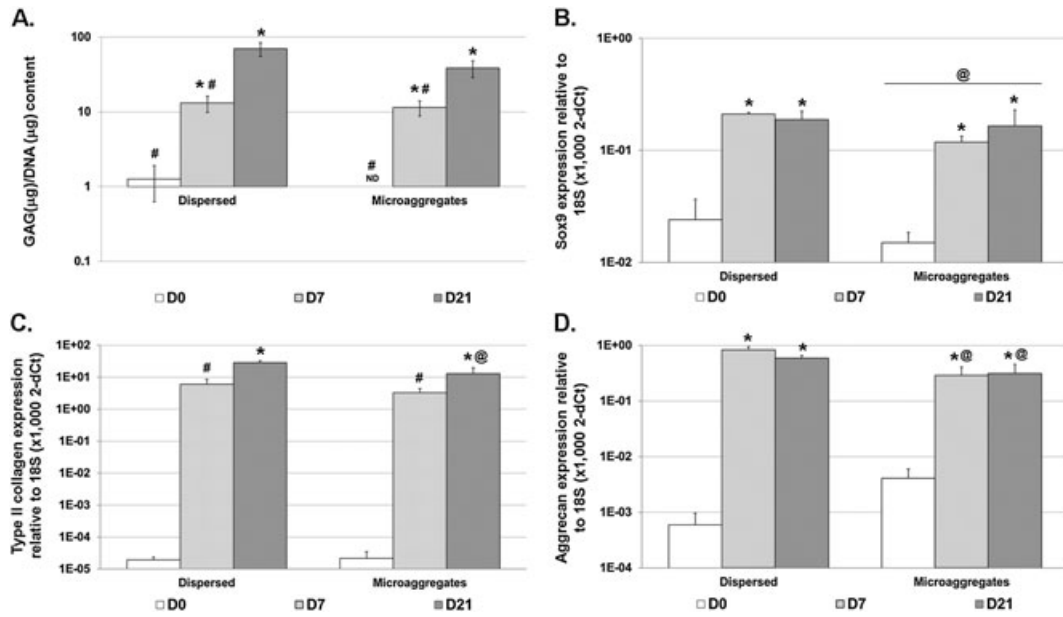 A.
GAG(µg)/DNA (µg) content
100
10
1
0.1
#
* #
*
#
ND
* #
*
Dispersed
Microaggregates
D0
D7
D21
B.
Sox9 expression relative to
18S (x1,000 2-dCt)
1E+00
1E-01
1E-02
*
*
@
*
*
Dispersed
Microaggregates
D0
D7
D21
C.
Type II collagen expression
relative to 18S (x1,000 2-dCt)
1E+02
1E+01
1E+00
1E-01
1E-02
1E-03
1E-04
1E-05
#
*
#
*@
Dispersed
Microaggregates
D0
D7
D21
D.
Aggrecan expression relative
to 18S (x1,000 2-dCt)
1E+00
1E-01
1E-02
1E-03
1E-04
*
*
*@
*@
Dispersed
Microaggregates
D0
D7
D21